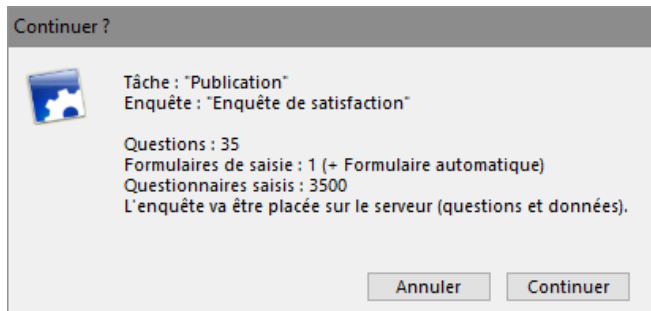 Continuer ?
Tâche : "Publication"
Enquête : "Enquête de satisfaction"
Questions : 35
Formulaires de saisie : 1 (+ Formulaire automatique)
Questionnaires saisis : 3500
L'enquête va être placée sur le serveur (questions et données).
Annuler
Continuer